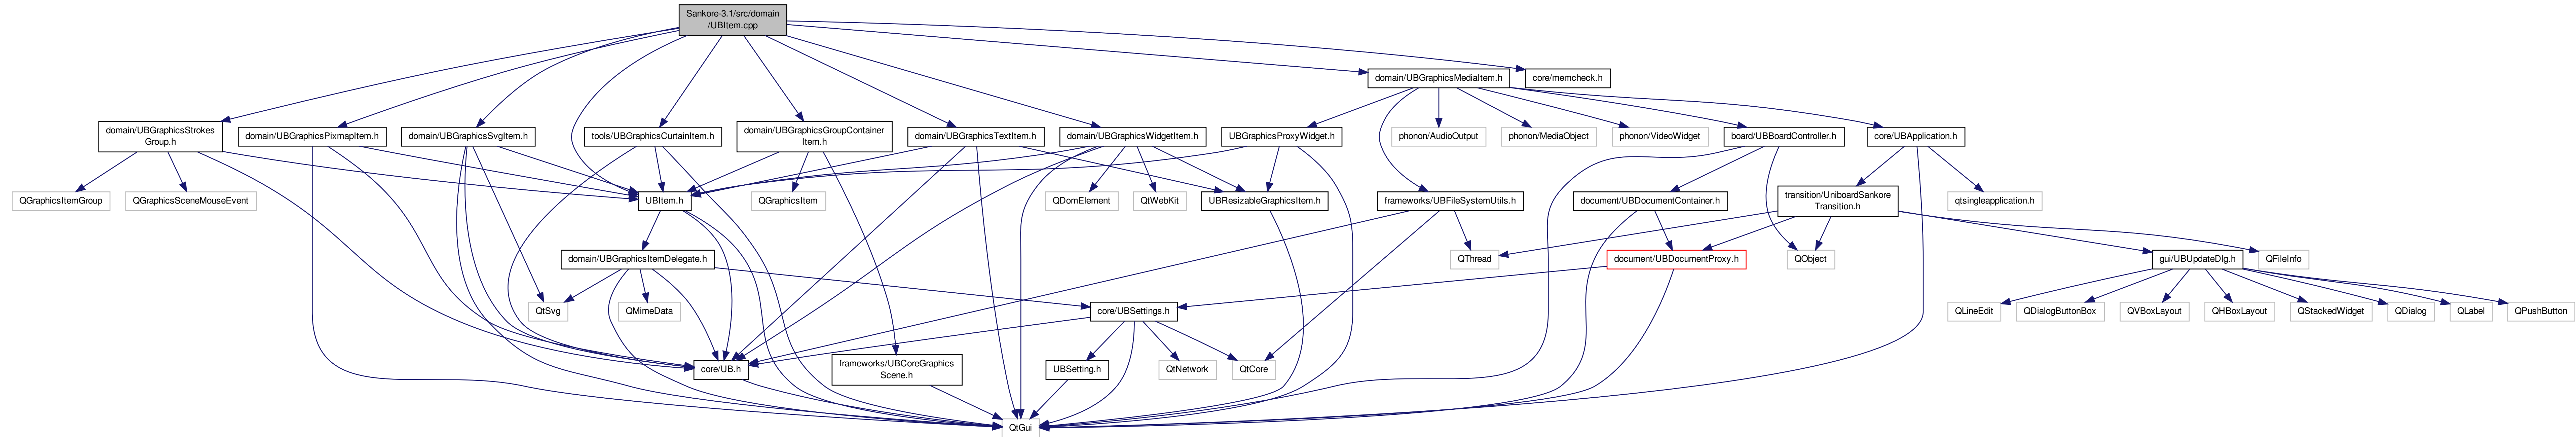 Sankore-3.1/src/domain
/UBItem.cpp
domain/UBGraphicsMediaItem.h
core/memcheck.h
domain/UBGraphicsStrokes
Group.h
domain/UBGraphicsPixmapItem.h
domain/UBGraphicsSvgItem.h
tools/UBGraphicsCurtainItem.h
domain/UBGraphicsGroupContainer
Item.h
domain/UBGraphicsTextItem.h
domain/UBGraphicsWidgetItem.h
UBGraphicsProxyWidget.h
phonon/AudioOutput
phonon/MediaObject
phonon/VideoWidget
board/UBBoardController.h
core/UBApplication.h
QGraphicsItemGroup
QGraphicsSceneMouseEvent
UBItem.h
QGraphicsItem
QDomElement
QtWebKit
UBResizableGraphicsItem.h
frameworks/UBFileSystemUtils.h
document/UBDocumentContainer.h
transition/UniboardSankore
Transition.h
qtsingleapplication.h
domain/UBGraphicsItemDelegate.h
QThread
document/UBDocumentProxy.h
QObject
gui/UBUpdateDlg.h
QFileInfo
QtSvg
QMimeData
core/UBSettings.h
QLineEdit
QDialogButtonBox
QVBoxLayout
QHBoxLayout
QStackedWidget
QDialog
QLabel
QPushButton
core/UB.h
frameworks/UBCoreGraphics
Scene.h
UBSetting.h
QtNetwork
QtCore
QtGui